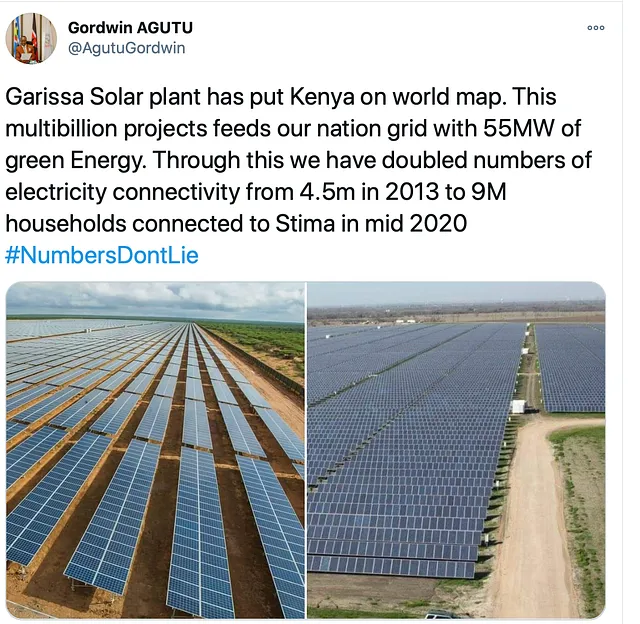 Gordwin AGUTU
@AgutuGordwin
Garissa Solar plant has put Kenya on world map. This
multibillion projects feeds our nation grid with 55MW of
green Energy. Through this we have doubled numbers of
electricity connectivity from 4.5m in 2013 to 9M
households connected to Stima in mid 2020
#NumbersDontLie